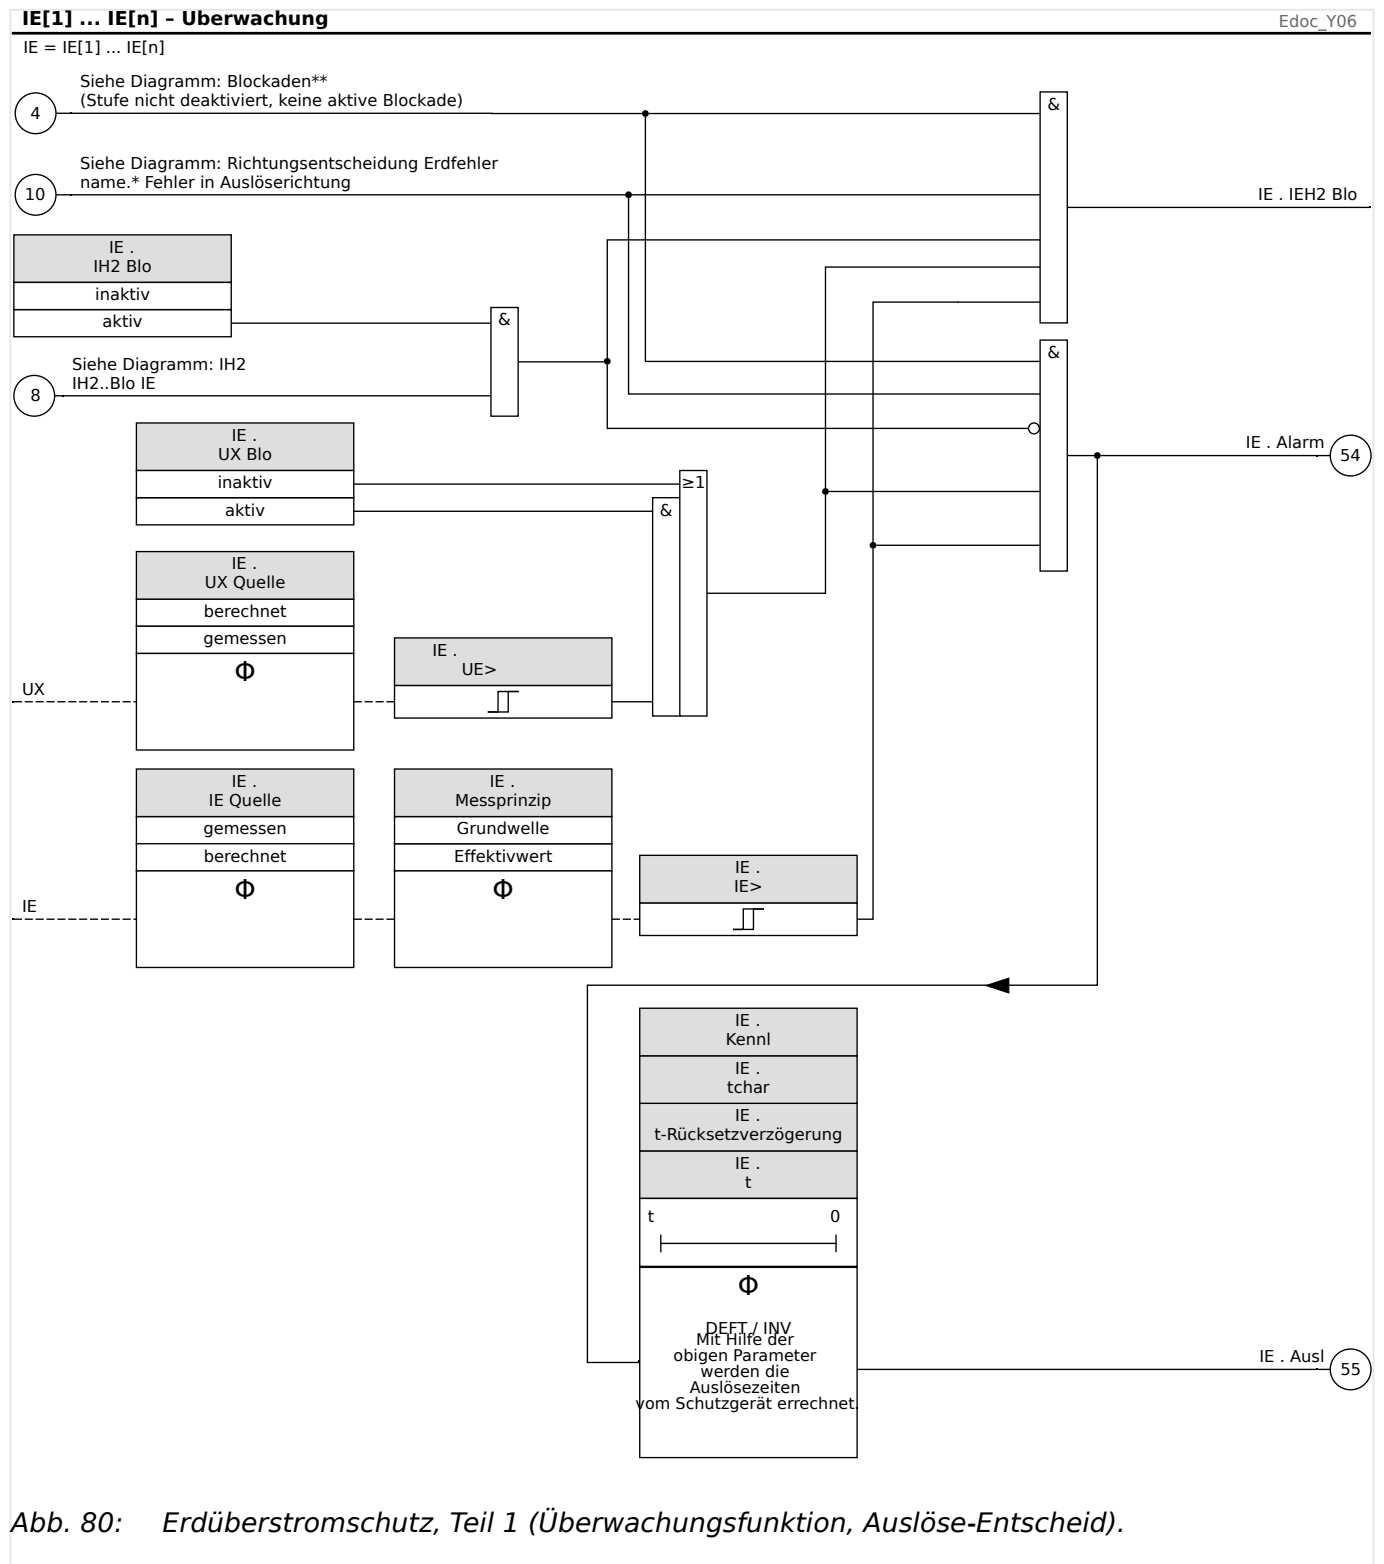 IE[1] ... IE[n] – Überwachung
Edoc_Y06
IE = IE[1] ... IE[n]
Siehe Diagramm: Blockaden**
(Stufe nicht deaktiviert, keine aktive Blockade)
4
&
Siehe Diagramm: Richtungsentscheidung Erdfehler
name.* Fehler in Auslöserichtung
10
IE . IEH2 Blo
IE .
IH2 Blo
inaktiv
aktiv
&
&
Siehe Diagramm: IH2
IH2..Blo IE
8
IE .
UX Blo
inaktiv
aktiv
≥1
&
IE . Alarm
54
IE .
UX Quelle
berechnet
gemessen
Φ
UX
IE .
UE>
IE .
IE Quelle
gemessen
berechnet
Φ
IE
IE .
Messprinzip
Grundwelle
Effektivwert
Φ
IE .
IE>
IE .
Kennl
IE .
tchar
IE .
t-Rücksetzverzögerung
IE .
t
t 0
Φ
DEFT / INV
Mit Hilfe der
obigen Parameter
werden die
Auslösezeiten
vom Schutzgerät errechnet.
IE . Ausl
55
Abb. 80: Erdüberstromschutz, Teil 1 (Überwachungsfunktion, Auslöse-Entscheid).